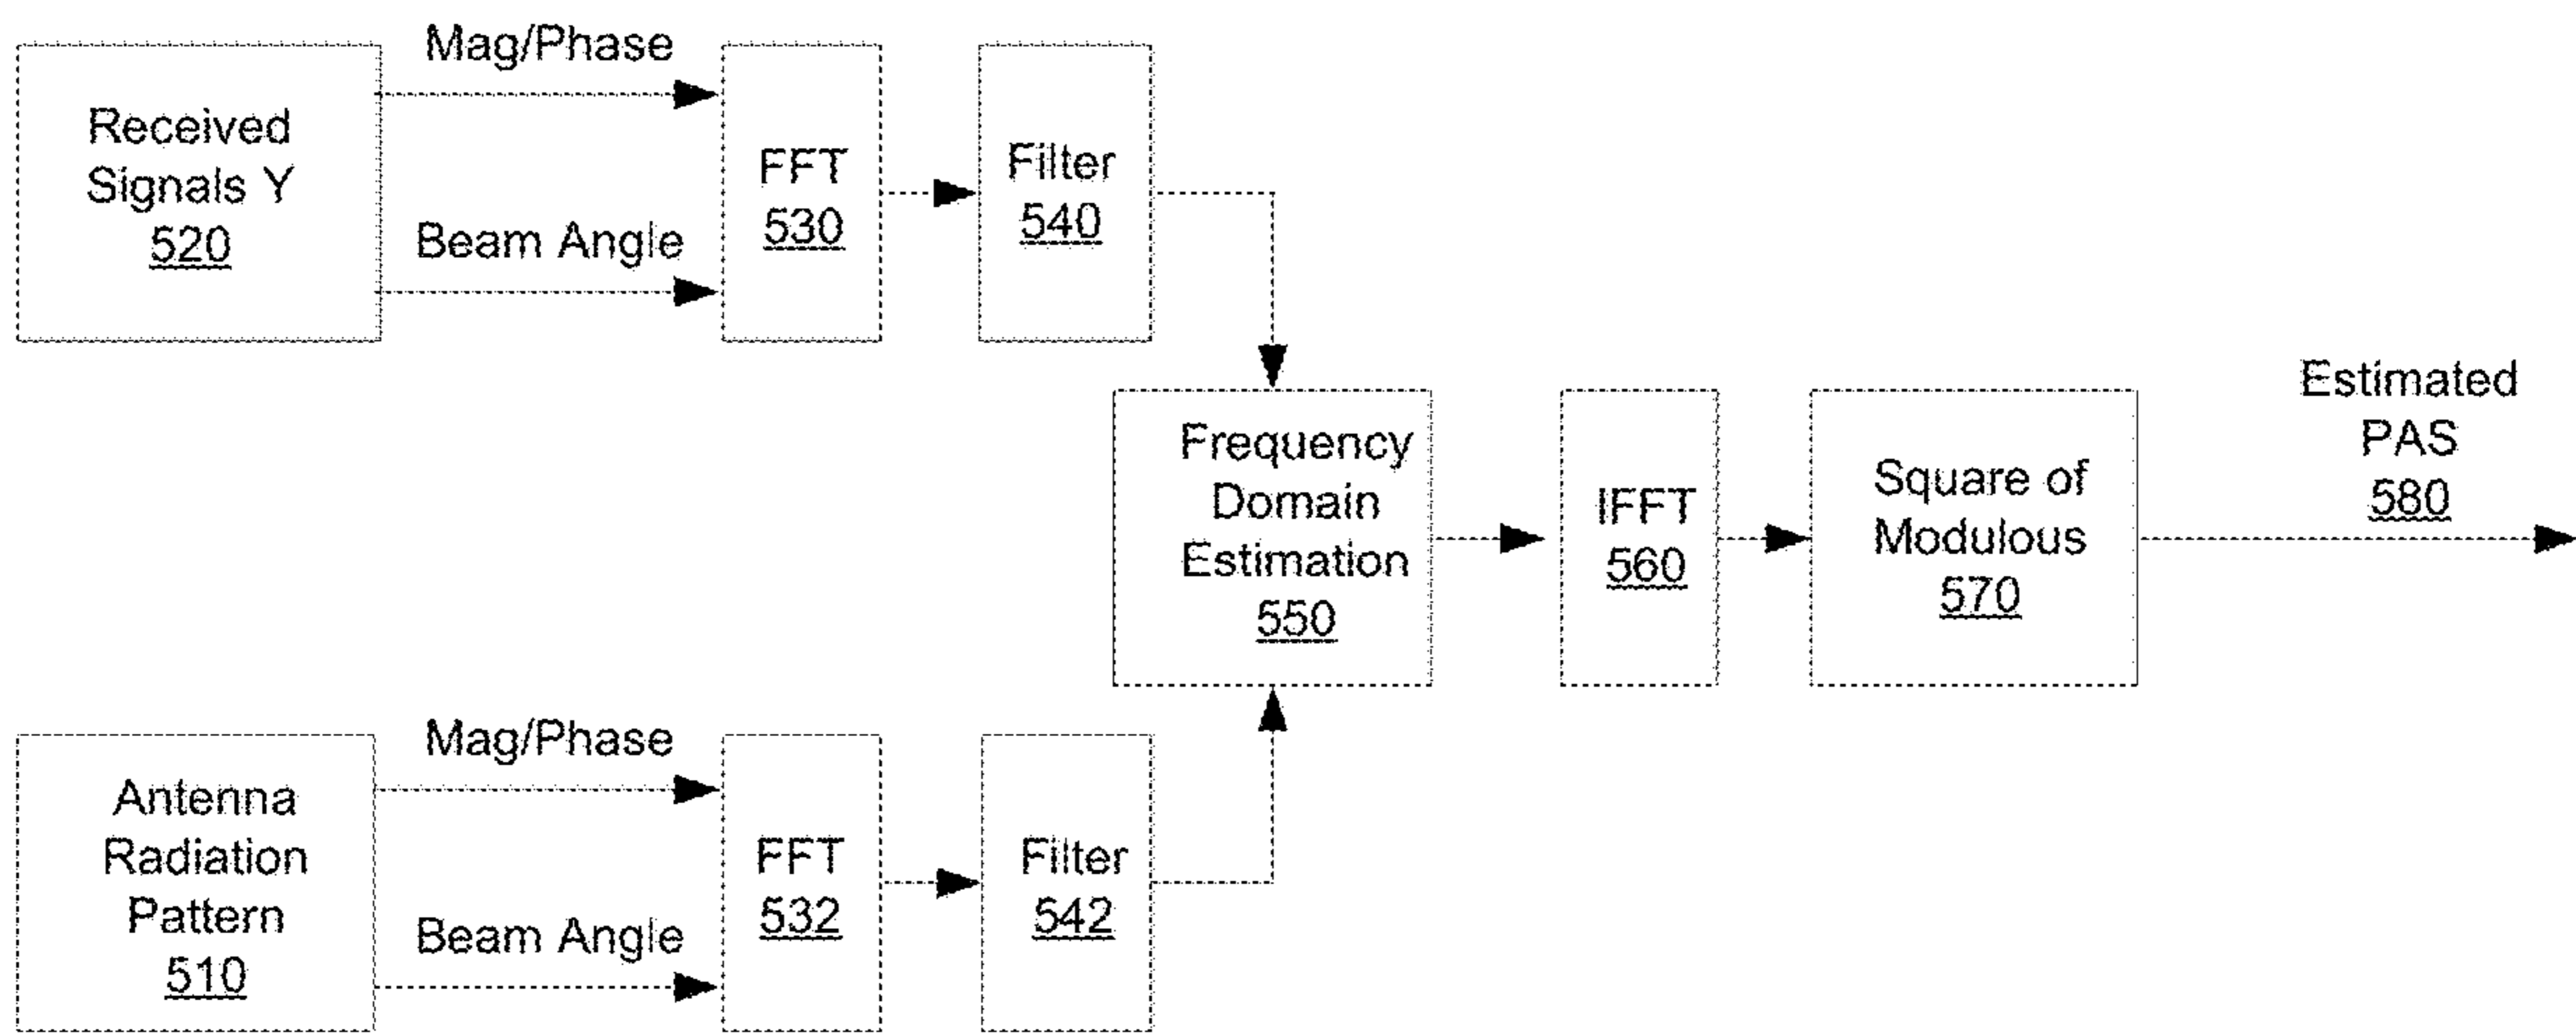 Received
Signals Y
520
Mag/Phase
Beam Angle
FFT
530
Filter
540
Frequency
Domain
Estimation
550
IFFT
560
Square of
Modulous
570
Estimated
PAS
580
Antenna
Radiation
Pattern
510
Mag/Phase
Beam Angle
FFT
532
Filter
542